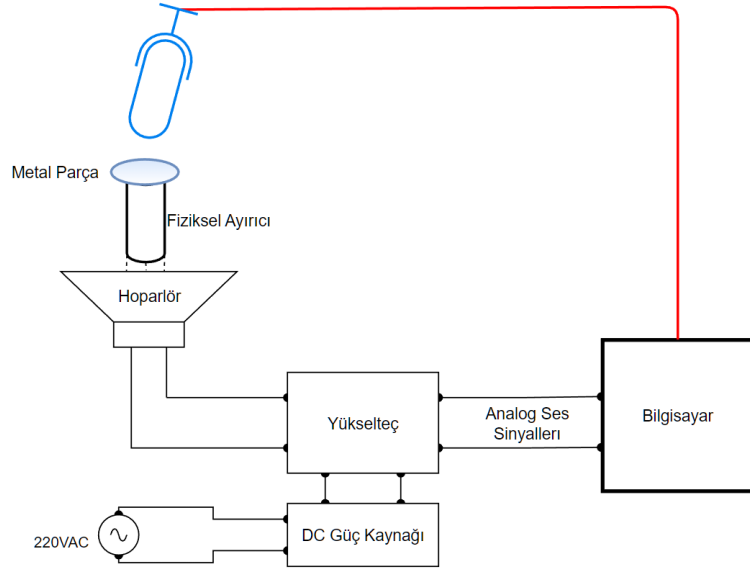 Metal Parça
Fiziksel Ayırıcı
Hoparlör
Yükselteç
Analog Ses
Sinyalleri
Bilgisayar
DC Güç Kaynağı
220VAC